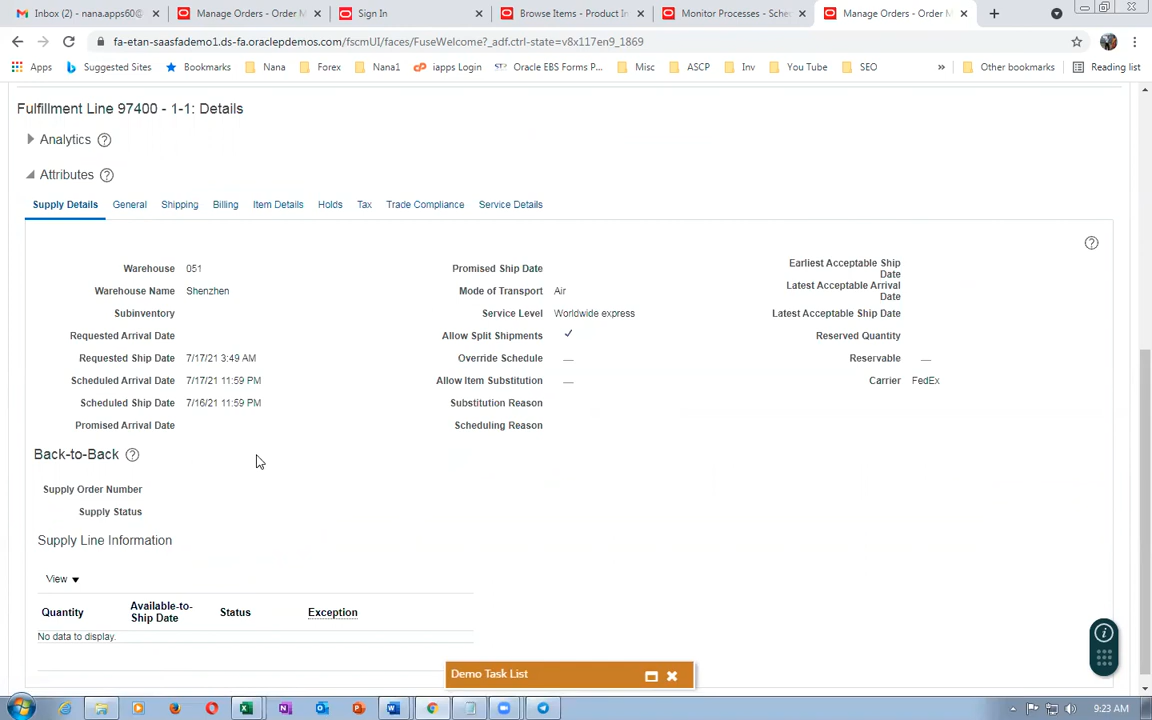 Inbox (2) - nana.apps60@
Manage Orders - Order M
Sign In
Browse Items - Product In
Monitor Processes - Sche
Manage Orders - Order M
fa-etan-saasfademo1.ds-fa.oraclepdemos.com/fscmUI/faces/FuseWelcome?_adf.ctrl-state=v8x117en9_1869
Apps
Suggested Sites
Bookmarks
Nana
Forex
Nana1
iapps Login
Oracle EBS Forms P...
Misc
ASCP
Inv
You Tube
SEO
»
Other bookmarks
Reading list
Fulfillment Line 97400 - 1-1: Details
Analytics
Attributes
Supply Details General Shipping Billing Item Details Holds Tax Trade Compliance Service Details
Warehouse 051
Warehouse Name Shenzhen
Subinventory
Requested Arrival Date
Requested Ship Date 7/17/21 3:49 AM
Scheduled Arrival Date 7/17/21 11:59 PM
Scheduled Ship Date 7/16/21 11:59 PM
Promised Arrival Date
Promised Ship Date
Mode of Transport Air
Service Level Worldwide express
Allow Split Shipments
Override Schedule
Allow Item Substitution
Substitution Reason
Scheduling Reason
Earliest Acceptable Ship
Date
Latest Acceptable Arrival
Date
Latest Acceptable Ship Date
Reserved Quantity
Reservable
Carrier FedEx
Back-to-Back
Supply Order Number
Supply Status
Supply Line Information
View
Quantity Available-to-Ship Date Status Exception
No data to display.
Demo Task List
9:23 AM